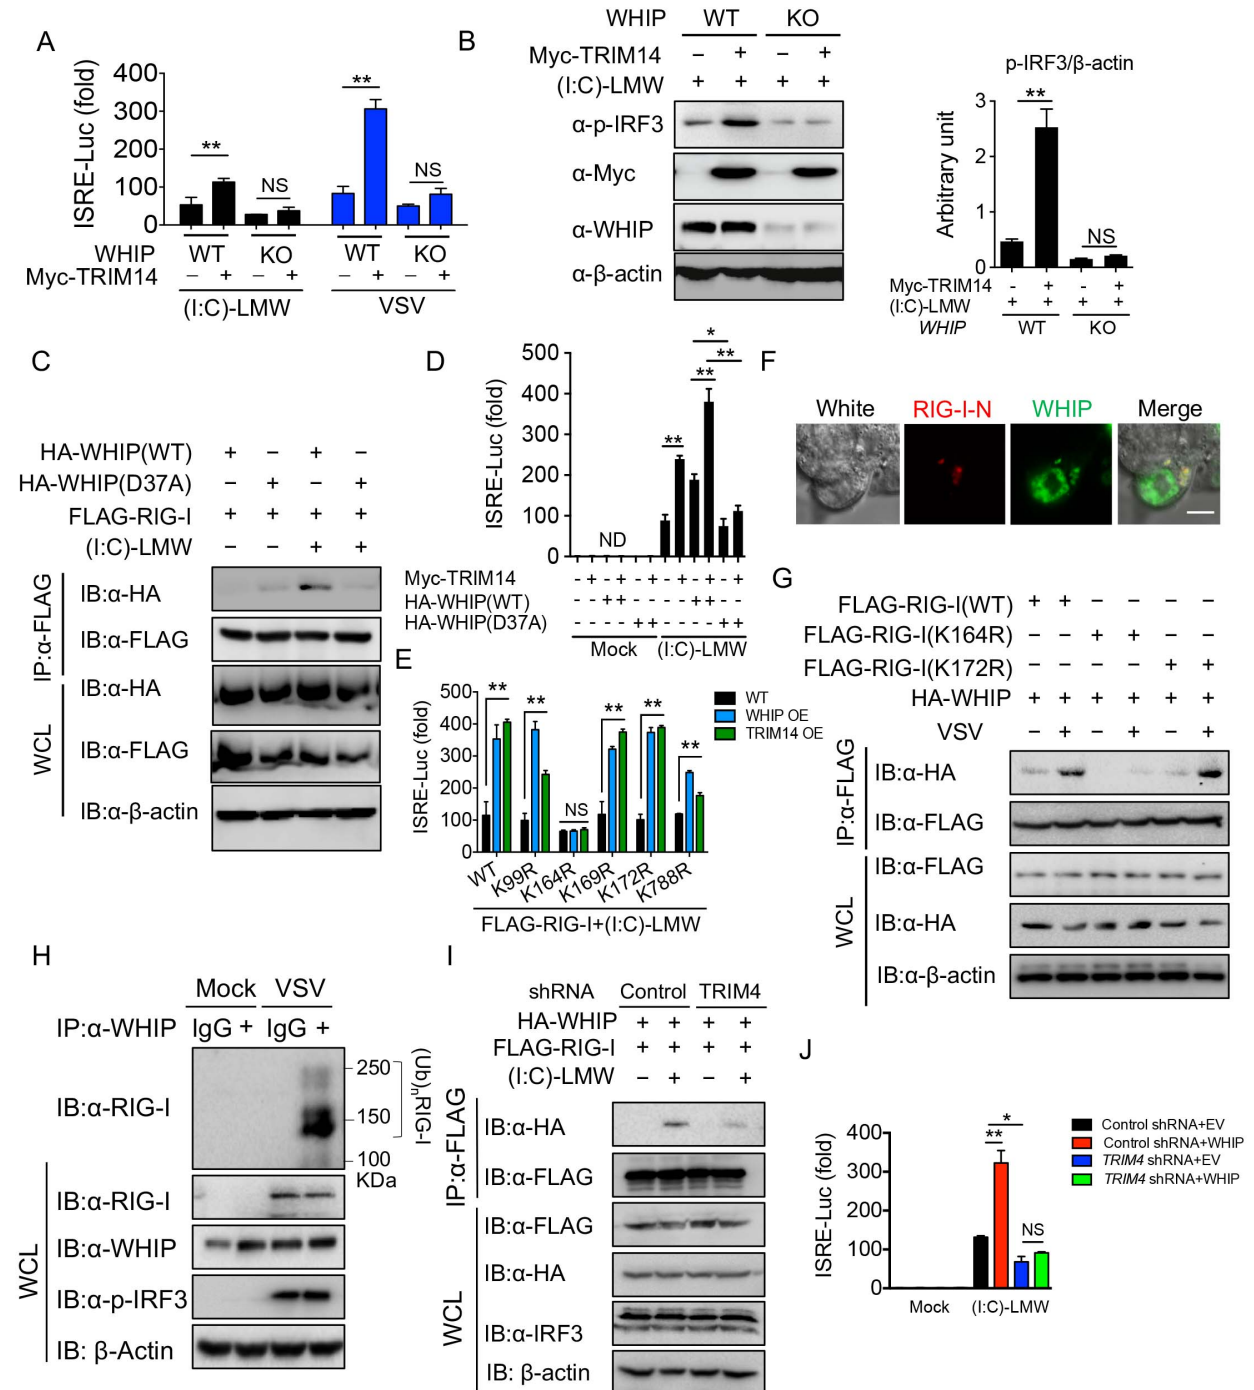 A
ISRE-Luc (fold)
400
300
200
100
0
** NS ** NS
WHIP WT KO WT KO
Myc-TRIM14 – + – + – + – +
(I:C)-LMW VSV
B
WHIP WT KO
Myc-TRIM14 – + – +
(I:C)-LMW + + + +
α-p-IRF3
α-Myc
α-WHIP
α-β-actin
p-IRF3/β-actin
Arbitrary unit
3
2
1
0
** NS
Myc-TRIM14 - + - +
(I:C)-LMW + + + +
WHIP WT KO
C
HA-WHIP(WT) + – + –
HA-WHIP(D37A) – + – +
FLAG-RIG-I + + + +
(I:C)-LMW – – + +
IP:α-FLAG
IB:α-HA
IB:α-FLAG
WCL
IB:α-HA
IB:α-FLAG
IB:α-β-actin
D
ISRE-Luc (fold)
500
400
300
200
100
0
ND
** ** * **
Myc-TRIM14 - + - + - + - + - + - +
HA-WHIP(WT) - - + + - - - - + + - -
HA-WHIP(D37A) - - - - + + - - - - + +
Mock (I:C)-LMW
E
ISRE-Luc (fold)
500
400
300
200
100
0
** ** NS ** ** **
WT
WHIP OE
TRIM14 OE
WT K99R K164R K169R K172R K788R
FLAG-RIG-I+(I:C)-LMW
F
White RIG-I-N WHIP Merge
G
FLAG-RIG-I(WT) + + – – – –
FLAG-RIG-I(K164R) – – + + – –
FLAG-RIG-I(K172R) – – – – + +
HA-WHIP + + + + + +
VSV – + – + – +
IP:α-FLAG
IB:α-HA
IB:α-FLAG
WCL
IB:α-FLAG
IB:α-HA
IB:α-β-actin
H
Mock VSV
IP:α-WHIP IgG + IgG +
IB:α-RIG-I
250
150
100
KDa
(Ub)n RIG-I
WCL
IB:α-RIG-I
IB:α-WHIP
IB:α-p-IRF3
IB: β-Actin
I
shRNA Control TRIM4
HA-WHIP + + + +
FLAG-RIG-I + + + +
(I:C)-LMW – + – +
IP:α-FLAG
IB:α-HA
IB:α-FLAG
WCL
IB:α-FLAG
IB:α-HA
IB:α-IRF3
IB: β-actin
J
ISRE-Luc (fold)
400
300
200
100
0
** * NS
Mock (I:C)-LMW
Control shRNA+EV
Control shRNA+WHIP
TRIM4 shRNA+EV
TRIM4 shRNA+WHIP